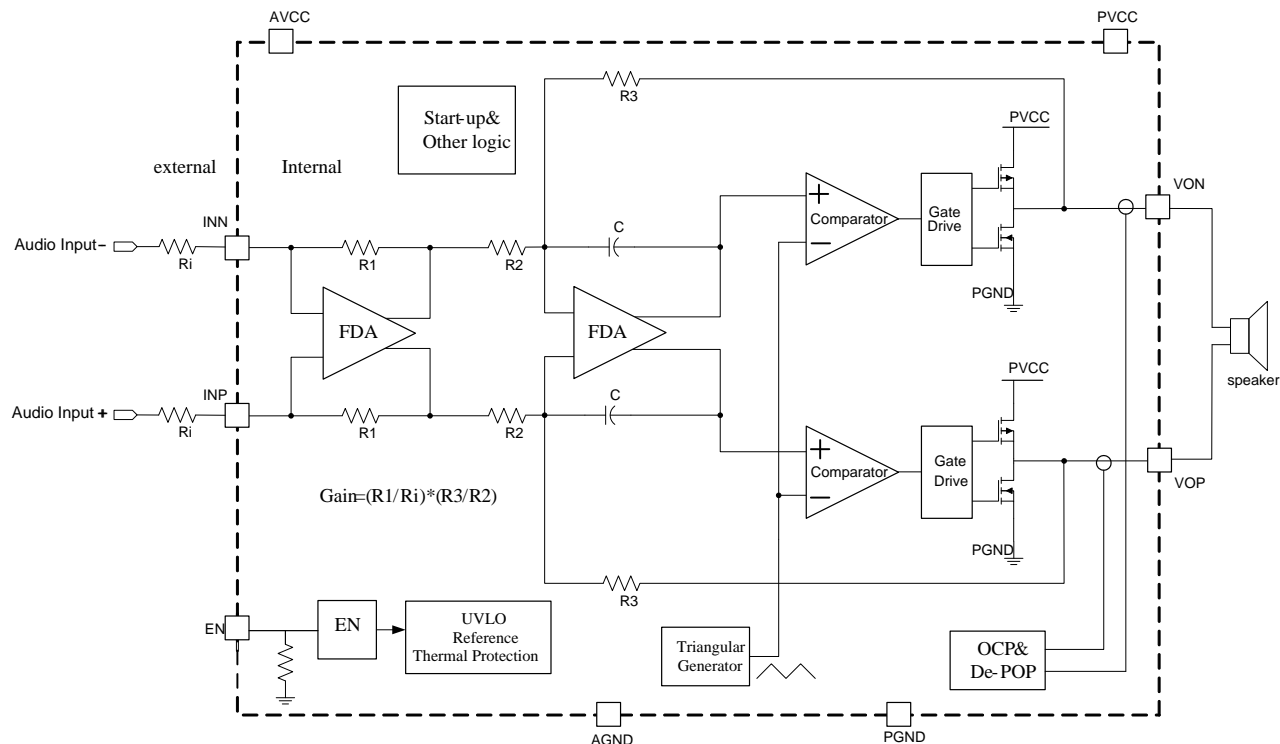 AVCC
PVCC
R3
Start-up&
Other logic
PVCC
external
Internal
VON
INN
Audio Input-
Ri
R1
R2
C
+
Comparator
-
Gate
Drive
PGND
FDA
FDA
speaker
PVCC
INP
Audio Input +
Ri
R1
R2
C
+
Comparator
-
Gate
Drive
VOP
Gain=(R1/Ri)*(R3/R2)
PGND
R3
EN
EN
UVLO
Reference
Thermal Protection
Triangular
Generator
OCP&
De-POP
AGND
PGND